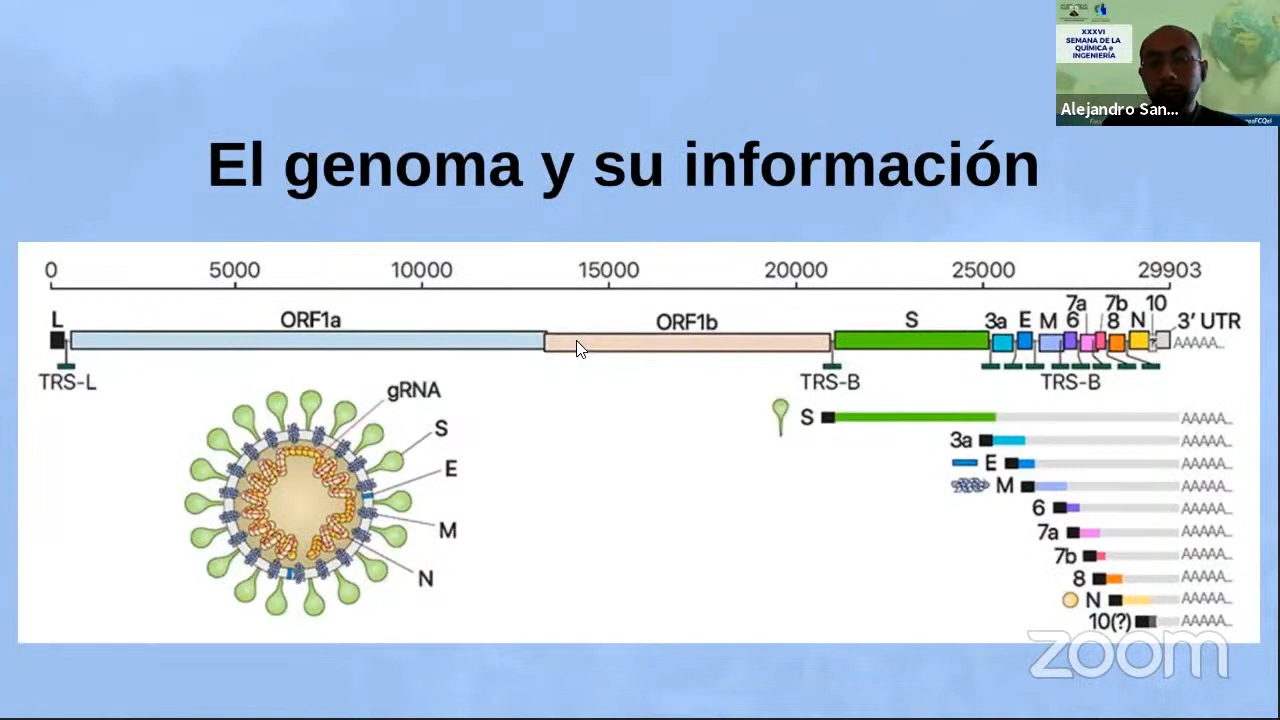 XXXVI
SEMANA DE LA
QUÍMICA e
INGENIERÍA
Alejandro San...
El genoma y su información
0 5000 10000 15000 20000 25000 29903
7a 7b 10
L ORF1a ORF1b S 3a E M 6 8 N 3' UTR
AAAAA...
TRS-L TRS-B TRS-B
gRNA
S
E
M
N
S AAAAA...
3a AAAAA...
E AAAAA...
M AAAAA...
6 AAAAA...
7a AAAAA...
7b AAAAA...
8 AAAAA...
N AAAAA...
10(?) AAAAA...
zoom